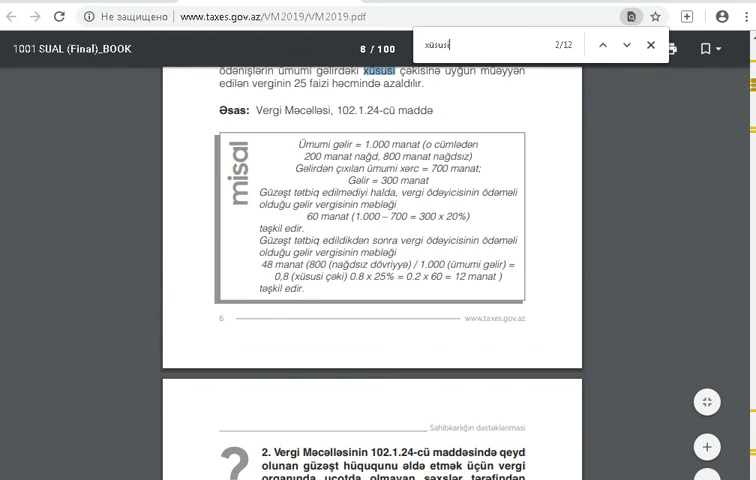 Не защищено
www.taxes.gov.az/VM2019/VM2019.pdf
xüsusi
2/12
1001 SUAL (Final)_BOOK
6 / 100
ödənişlərin ümumi gəlirdəki xüsusi çəkisinə uyğun müəyyən
edilən verginin 25 faizi həcmində azaldılır.
Əsas: Vergi Məcəlləsi, 102.1.24-cü maddə
misal
Ümumi gəlir = 1.000 manat (o cümlədən
200 manat nağd, 800 manat nağdsız)
Gəlirdən çıxılan ümumi xərc = 700 manat;
Gəlir = 300 manat
Güzəşt tətbiq edilmədiyi halda, vergi ödəyicisinin ödəməli
olduğu gəlir vergisinin məbləği
60 manat (1.000 – 700 = 300 x 20%)
təşkil edir.
Güzəşt tətbiq edildikdən sonra vergi ödəyicisinin ödəməli
olduğu gəlir vergisinin məbləği
48 manat (800 (nağdsız dövriyyə) / 1.000 (ümumi gəlir) =
0,8 (xüsusi çəki) 0.8 x 25% = 0.2 x 60 = 12 manat )
təşkil edir.
6
www.taxes.gov.az
Sahibkarlığın dəstəklənməsi
?
2. Vergi Məcəlləsinin 102.1.24-cü maddəsində qeyd
olunan güzəşt hüququnu əldə etmək üçün vergi
orqanında uçotda olmayan şəxslər tərəfindən